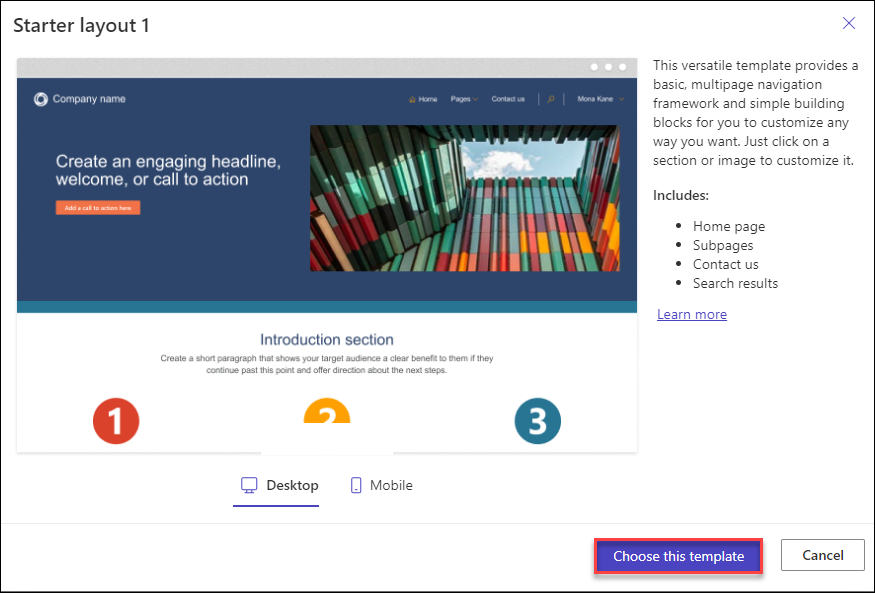 Starter layout 1
Company name
Home Pages Contact us Mona Kane
Create an engaging headline,
welcome, or call to action
Add a call to action here
Introduction section
Create a short paragraph that shows your target audience a clear benefit to them if they
continue past this point and offer direction about the next steps.
1 2 3
Desktop Mobile
This versatile template provides a
basic, multipage navigation
framework and simple building
blocks for you to customize any
way you want. Just click on a
section or image to customize it.
Includes:
Home page
Subpages
Contact us
Search results
Learn more
Choose this template Cancel